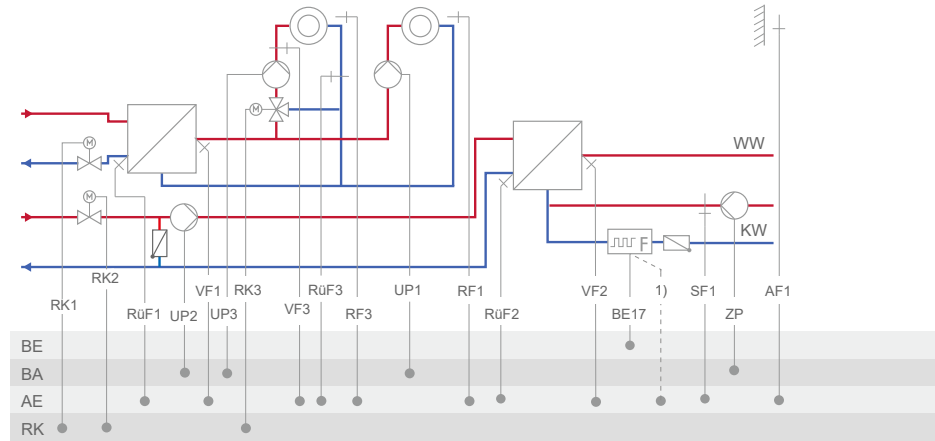 M
M
M
WW
KW
F
RK1
RK2
RüF1
UP2
VF1
UP3
RK3
VF3
RüF3
RF3
UP1
RF1
RüF2
VF2
BE17
1)
SF1
ZP
AF1
BE
BA
AE
RK